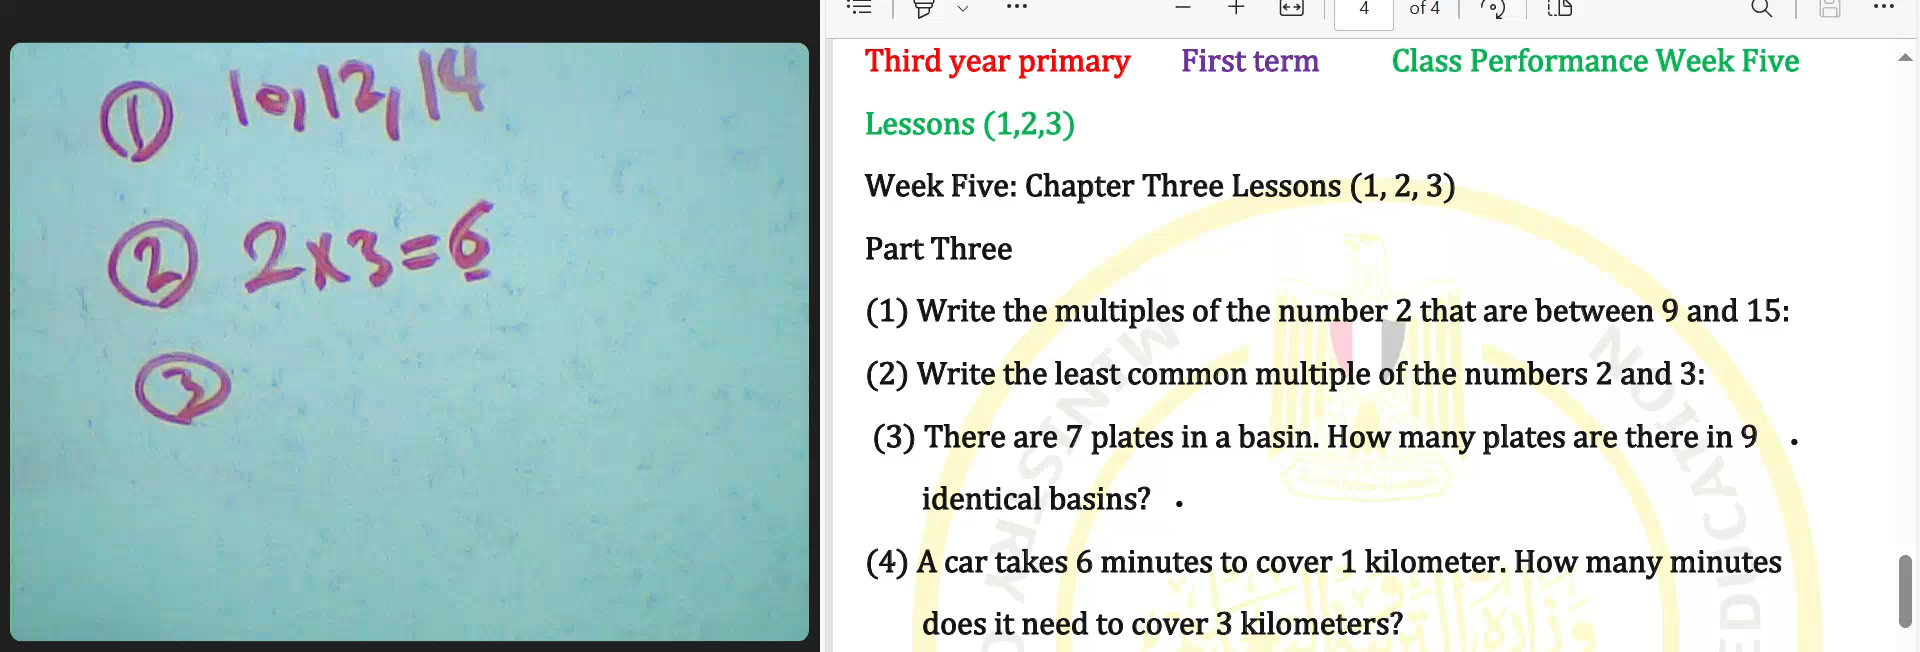 ① 10, 12, 14
② 2 × 3 = 6
③
4 of 4
Third year primary First term Class Performance Week Five
Lessons (1,2,3)
Week Five: Chapter Three Lessons (1, 2, 3)
Part Three
(1) Write the multiples of the number 2 that are between 9 and 15:
(2) Write the least common multiple of the numbers 2 and 3:
(3) There are 7 plates in a basin. How many plates are there in 9 .
identical basins? .
(4) A car takes 6 minutes to cover 1 kilometer. How many minutes
does it need to cover 3 kilometers?